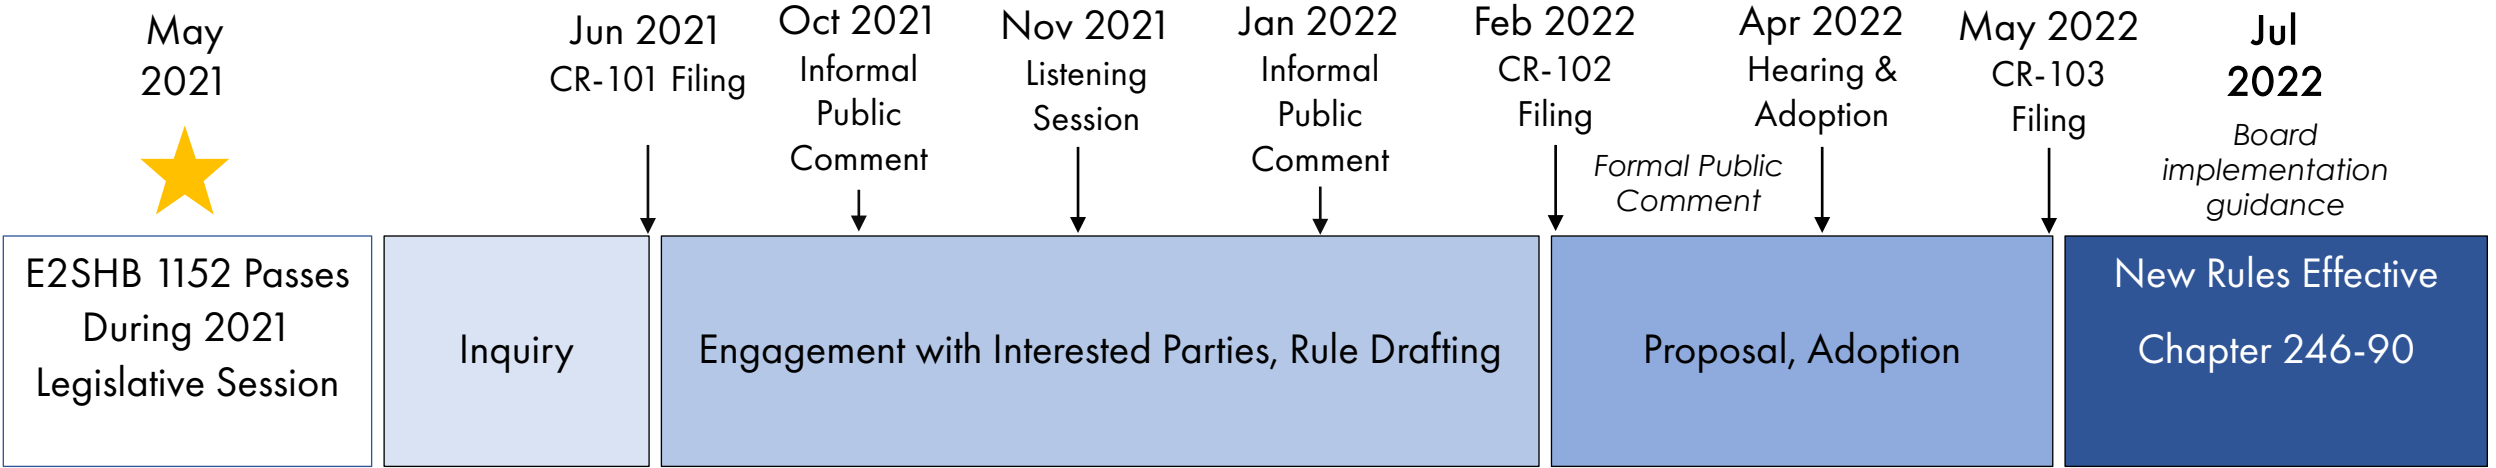 May
2021
Jun 2021
CR-101 Filing
Oct 2021
Informal
Public
Comment
Nov 2021
Listening
Session
Jan 2022
Informal
Public
Comment
Feb 2022
CR-102
Filing
Formal Public
Comment
Apr 2022
Hearing &
Adoption
May 2022
CR-103
Filing
Jul
2022
Board
implementation
guidance
E2SHB 1152 Passes
During 2021
Legislative Session
Inquiry
Engagement with Interested Parties, Rule Drafting
Proposal, Adoption
New Rules Effective
Chapter 246-90